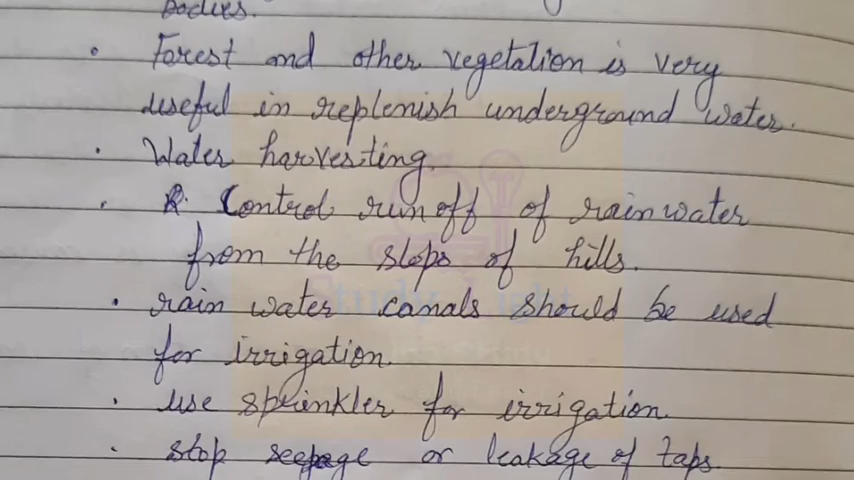 bodies.
• Forest and other vegetation is very
useful in replenish underground water.
• Water harvesting.
• Control run off of rain water
from the slops of hills.
• rain water canals should be used
for irrigation.
• use sprinkler for irrigation.
• stop seepage or leakage of taps.